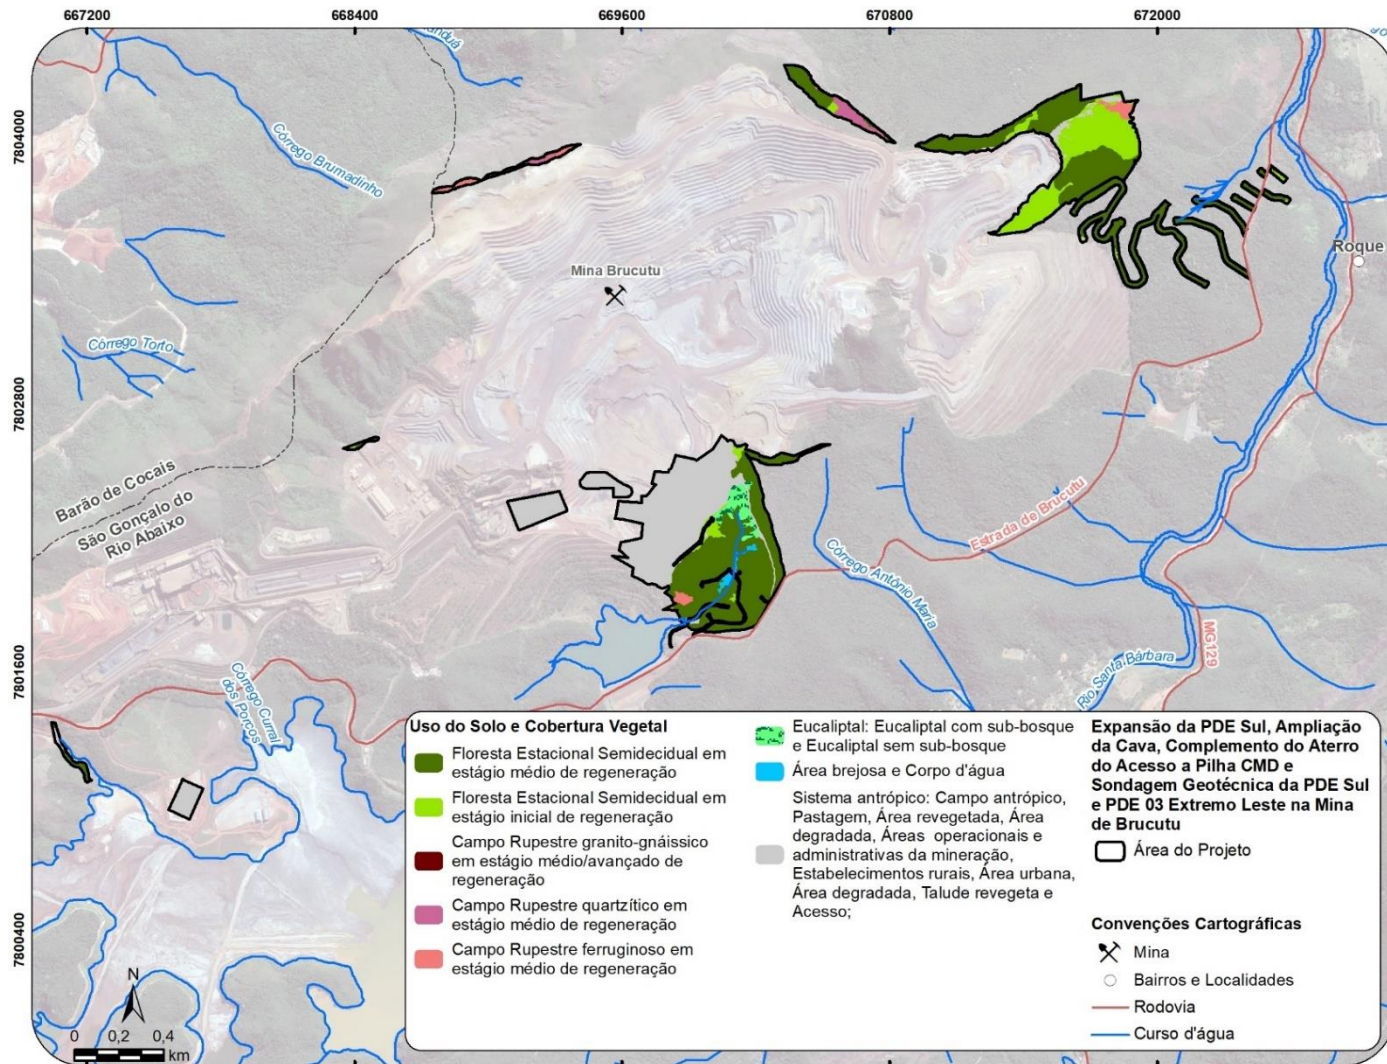 667200
668400
669600
670800
672000
7804000
7802800
7801600
7800400
Córrego Brumadinho
Mina Brucutu
Roque
Córrego Torto
Barão de Cocais
São Gonçalo do
Rio Abaixo
Estrada de Brucutu
Córrego Antônio Maria
MG129
Rio Santa Bárbara
Córrego Curral
dos Porcos
N
0 0,2 0,4
km
Uso do Solo e Cobertura Vegetal
Floresta Estacional Semidecidual em
estágio médio de regeneração
Floresta Estacional Semidecidual em
estágio inicial de regeneração
Campo Rupestre granito-gnáissico
em estágio médio/avançado de
regeneração
Campo Rupestre quartzítico em
estágio médio de regeneração
Campo Rupestre ferruginoso em
estágio médio de regeneração
Eucaliptal: Eucaliptal com sub-bosque
e Eucaliptal sem sub-bosque
Área brejosa e Corpo d'água
Sistema antrópico: Campo antrópico,
Pastagem, Área revegetada, Área
degradada, Áreas operacionais e
administrativas da mineração,
Estabelecimentos rurais, Área urbana,
Área degradada, Talude revegeta e
Acesso;
Expansão da PDE Sul, Ampliação
da Cava, Complemento do Aterro
do Acesso a Pilha CMD e
Sondagem Geotécnica da PDE Sul
e PDE 03 Extremo Leste na Mina
de Brucutu
Área do Projeto
Convenções Cartográficas
Mina
Bairros e Localidades
Rodovia
Curso d'água